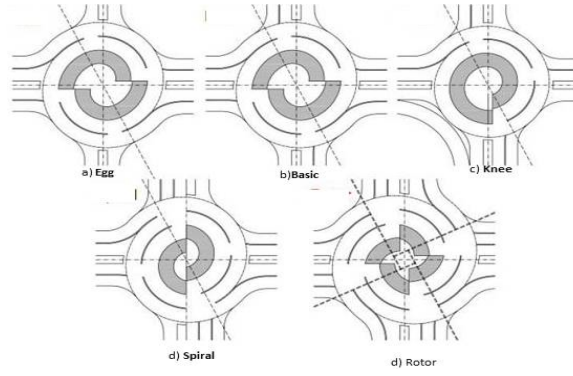 a) Egg
b)Basic
c) Knee
d) Spiral
d) Rotor